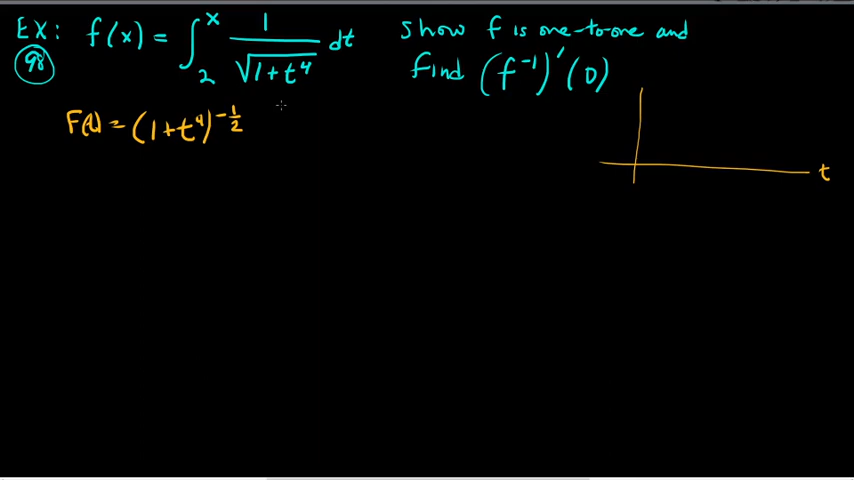 EX: f(x) = ∫₂ˣ 1/√(1+t⁴) dt show f is one-to-one and
98 find (f⁻¹)′(0)
F(t) = (1+t⁴)^(-1/2)
t